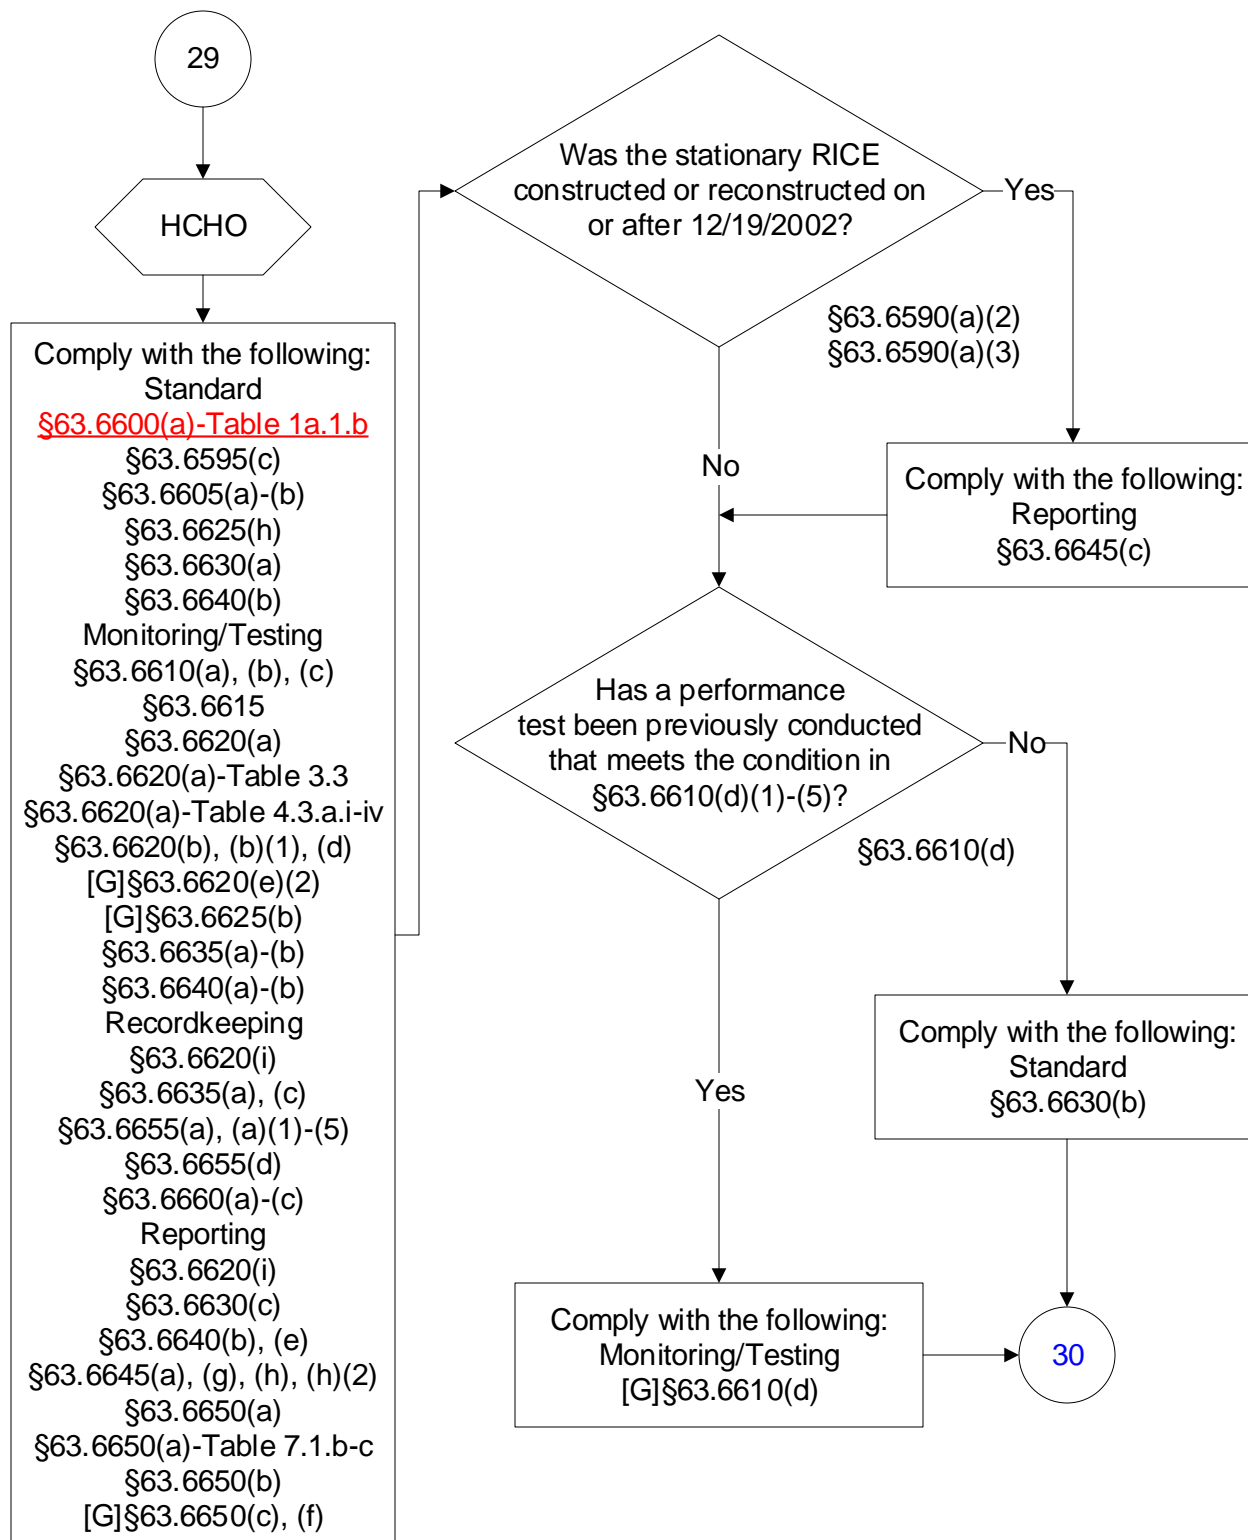 29
HCHO
Comply with the following:
Standard
§63.6600(a)-Table 1a.1.b
§63.6595(c)
§63.6605(a)-(b)
§63.6625(h)
§63.6630(a)
§63.6640(b)
Monitoring/Testing
§63.6610(a), (b), (c)
§63.6615
§63.6620(a)
§63.6620(a)-Table 3.3
§63.6620(a)-Table 4.3.a.i-iv
§63.6620(b), (b)(1), (d)
[G]§63.6620(e)(2)
[G]§63.6625(b)
§63.6635(a)-(b)
§63.6640(a)-(b)
Recordkeeping
§63.6620(i)
§63.6635(a), (c)
§63.6655(a), (a)(1)-(5)
§63.6655(d)
§63.6660(a)-(c)
Reporting
§63.6620(i)
§63.6630(c)
§63.6640(b), (e)
§63.6645(a), (g), (h), (h)(2)
§63.6650(a)
§63.6650(a)-Table 7.1.b-c
§63.6650(b)
[G]§63.6650(c), (f)
Was the stationary RICE
constructed or reconstructed on
or after 12/19/2002?
Yes
§63.6590(a)(2)
§63.6590(a)(3)
No
Comply with the following:
Reporting
§63.6645(c)
Has a performance
test been previously conducted
that meets the condition in
§63.6610(d)(1)-(5)?
No
§63.6610(d)
Comply with the following:
Standard
§63.6630(b)
Yes
Comply with the following:
Monitoring/Testing
[G]§63.6610(d)
30